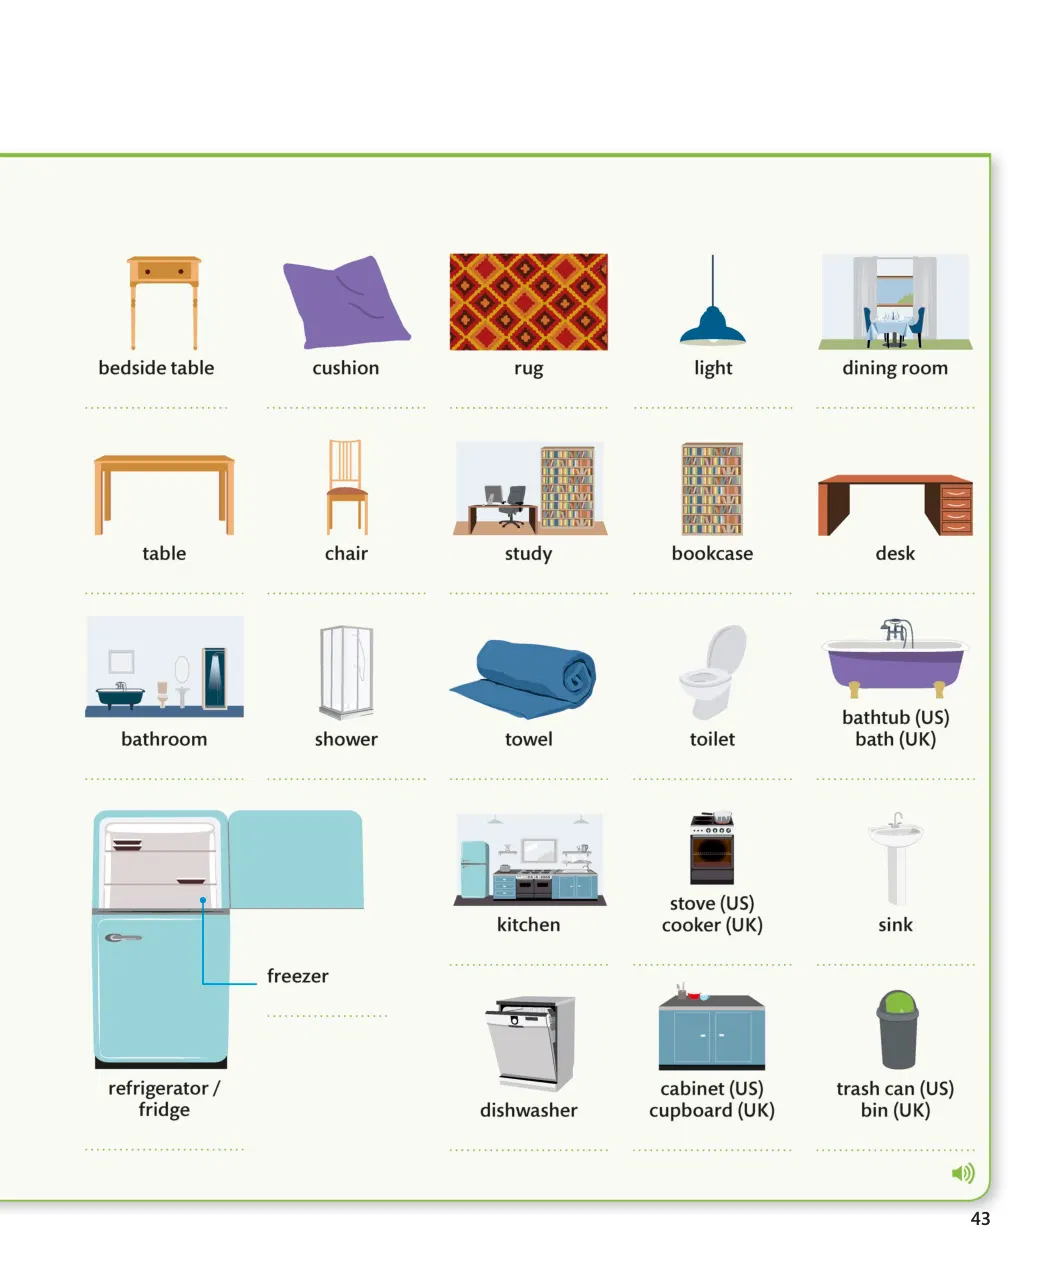 bedside table
cushion
rug
light
dining room
table
chair
study
bookcase
desk
bathroom
shower
towel
toilet
bathtub (US)
bath (UK)
freezer
refrigerator /
fridge
kitchen
stove (US)
cooker (UK)
sink
dishwasher
cabinet (US)
cupboard (UK)
trash can (US)
bin (UK)
43